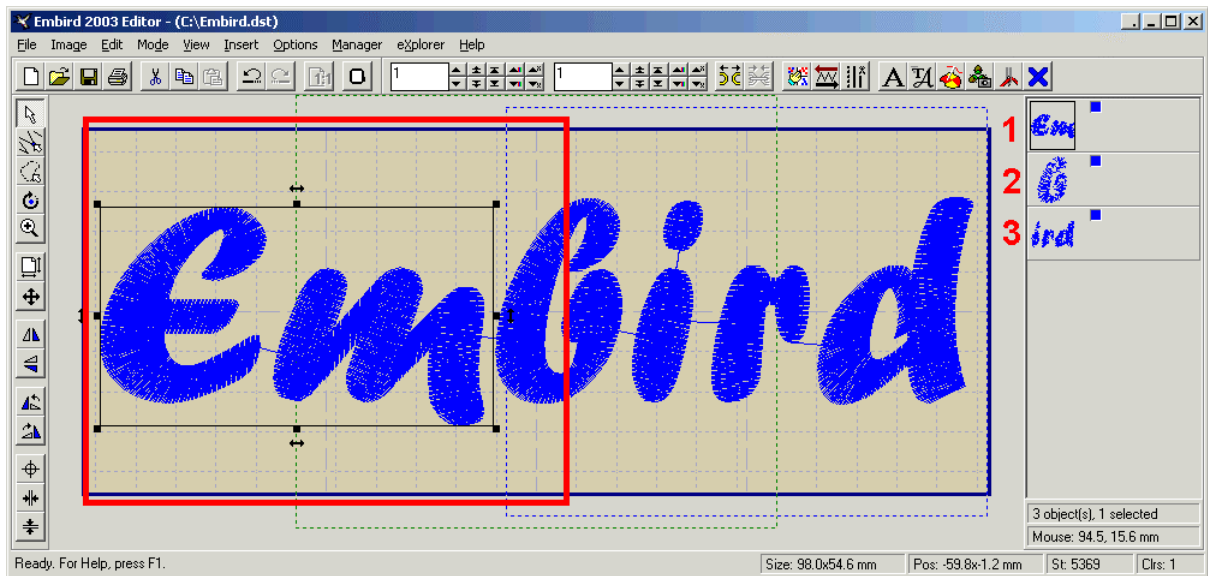 Embird 2003 Editor - (C:\Embird.dst)
File Image Edit Mode View Insert Options Manager eXplorer Help
1 1
Embird
1 Em
2 b
3 ird
3 object(s), 1 selected
Mouse: 94.5, 15.6 mm
Ready. For Help, press F1. Size: 98.0x54.6 mm Pos: -59.8x-1.2 mm St: 5369 Clrs: 1